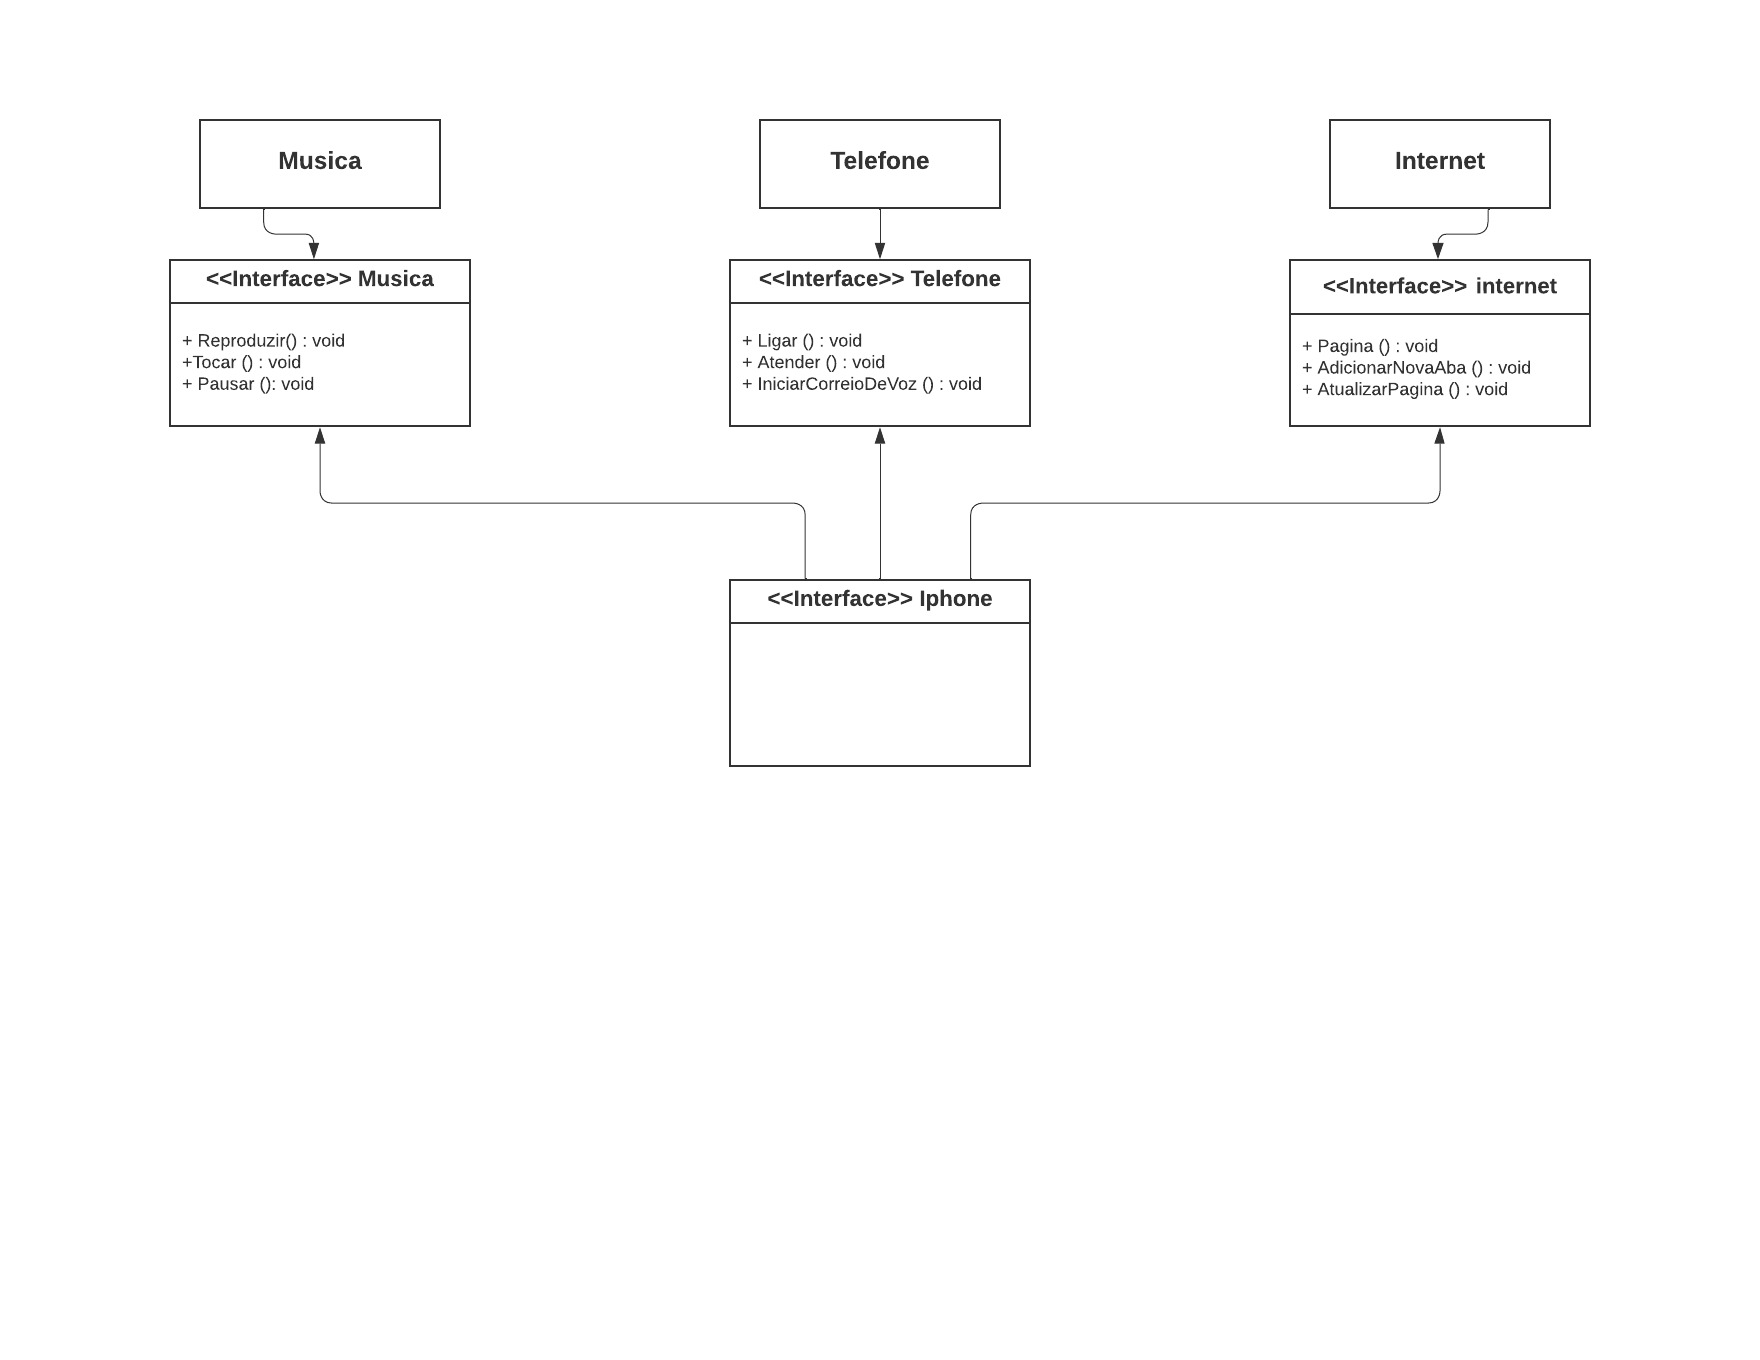 Musica
Telefone
Internet
<<Interface>> Musica
+ Reproduzir() : void
+Tocar () : void
+ Pausar (): void
<<Interface>> Telefone
+ Ligar () : void
+ Atender () : void
+ IniciarCorreioDeVoz () : void
<<Interface>> internet
+ Pagina () : void
+ AdicionarNovaAba () : void
+ AtualizarPagina () : void
<<Interface>> Iphone